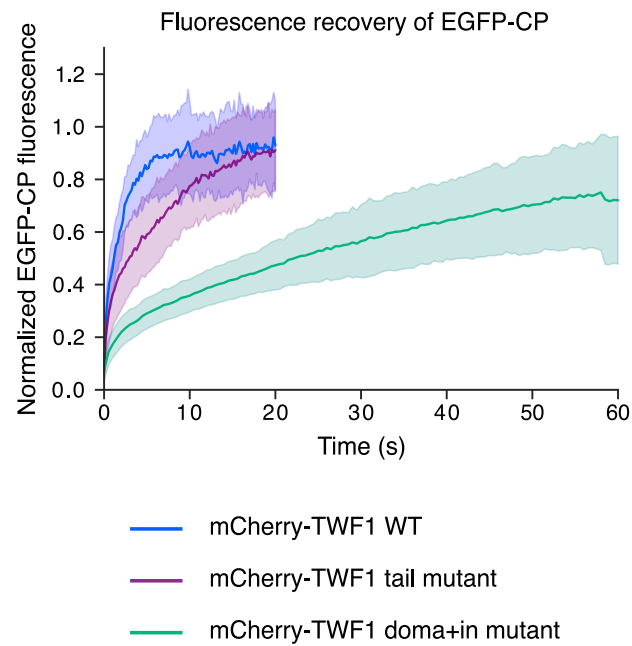 Fluorescence recovery of EGFP-CP
Normalized EGFP-CP fluorescence
1.2
1.0
0.8
0.6
0.4
0.2
0.0
0 10 20 30 40 50 60
Time (s)
mCherry-TWF1 WT
mCherry-TWF1 tail mutant
mCherry-TWF1 doma+in mutant